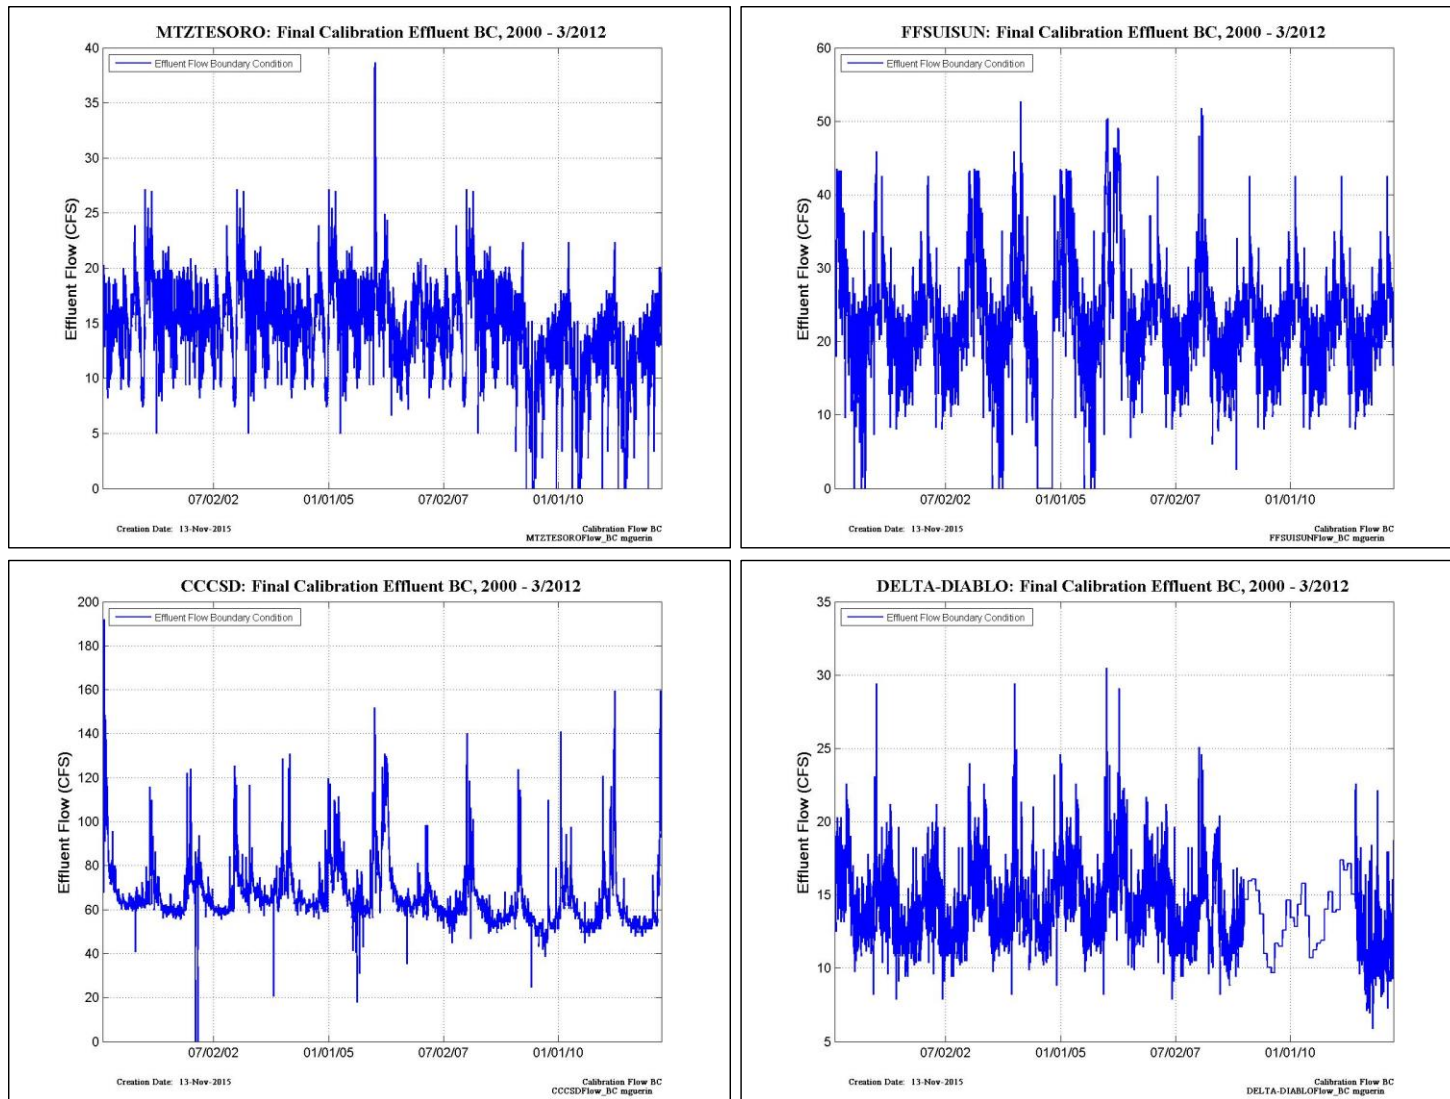 MTZTESORO: Final Calibration Effluent BC, 2000 - 3/2012
40
Effluent Flow Boundary Condition
35
30
25
20
15
10
5
0
Effluent Flow (CFS)
07/02/02 01/01/05 07/02/07 01/01/10
Creation Date: 13-Nov-2015 Calibration Flow BC
MTZTESOROFlow_BC mguerin
FFSUISUN: Final Calibration Effluent BC, 2000 - 3/2012
60
Effluent Flow Boundary Condition
50
40
30
20
10
0
Effluent Flow (CFS)
07/02/02 01/01/05 07/02/07 01/01/10
Creation Date: 13-Nov-2015 Calibration Flow BC
FFSUISUNFlow_BC mguerin
CCCSD: Final Calibration Effluent BC, 2000 - 3/2012
200
Effluent Flow Boundary Condition
180
160
140
120
100
80
60
40
20
0
Effluent Flow (CFS)
07/02/02 01/01/05 07/02/07 01/01/10
Creation Date: 13-Nov-2015 Calibration Flow BC
CCCSDFlow_BC mguerin
DELTA-DIABLO: Final Calibration Effluent BC, 2000 - 3/2012
35
Effluent Flow Boundary Condition
30
25
20
15
10
5
Effluent Flow (CFS)
07/02/02 01/01/05 07/02/07 01/01/10
Creation Date: 13-Nov-2015 Calibration Flow BC
DELTA-DIABLOFlow_BC mguerin